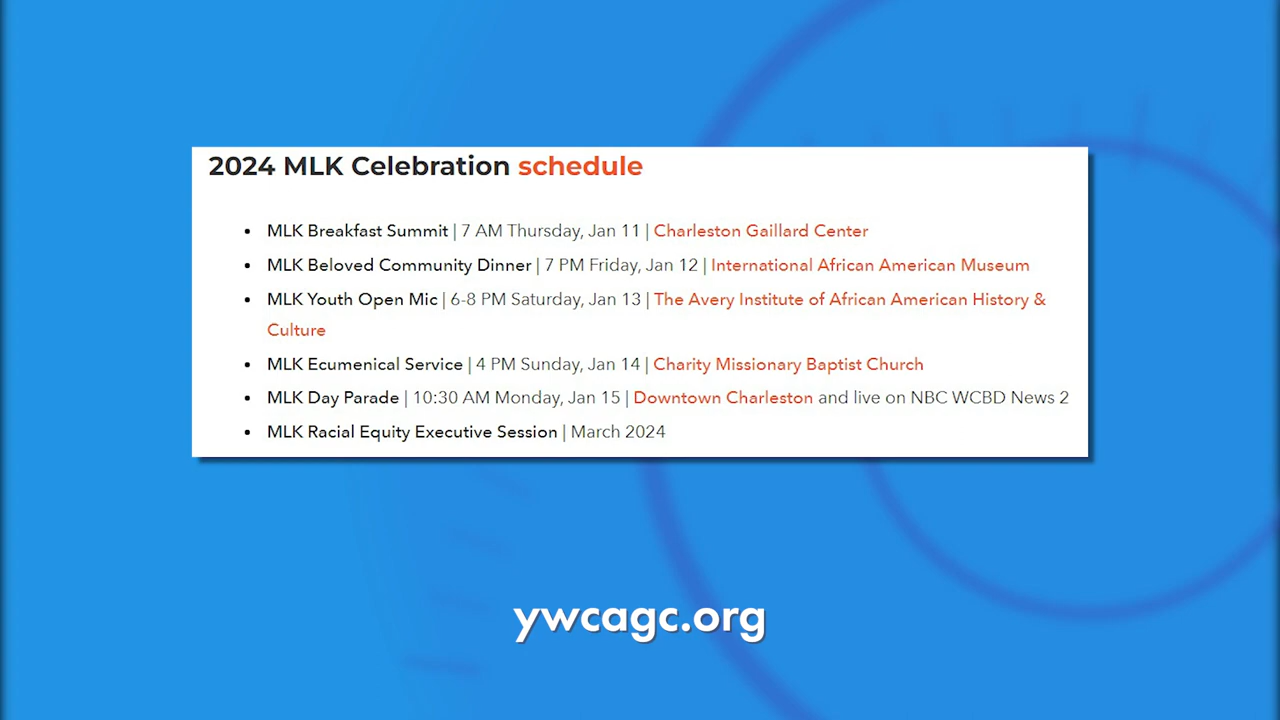 2024 MLK Celebration schedule
• MLK Breakfast Summit | 7 AM Thursday, Jan 11 | Charleston Gaillard Center
• MLK Beloved Community Dinner | 7 PM Friday, Jan 12 | International African American Museum
• MLK Youth Open Mic | 6-8 PM Saturday, Jan 13 | The Avery Institute of African American History &
Culture
• MLK Ecumenical Service | 4 PM Sunday, Jan 14 | Charity Missionary Baptist Church
• MLK Day Parade | 10:30 AM Monday, Jan 15 | Downtown Charleston and live on NBC WCBD News 2
• MLK Racial Equity Executive Session | March 2024
ywcagc.org